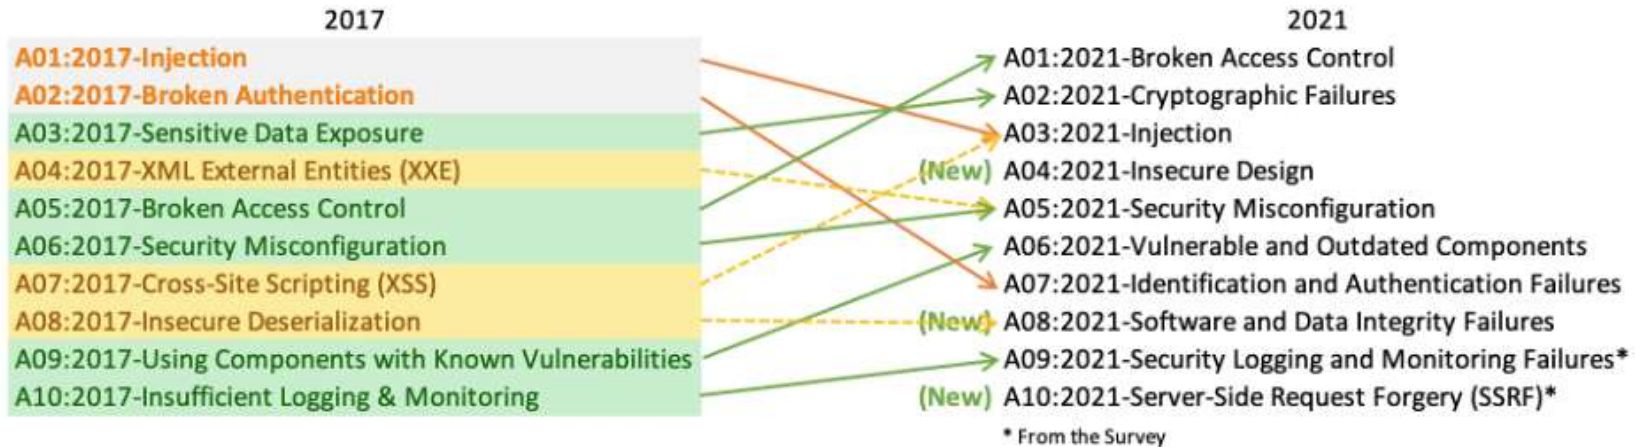 2017
A01:2017-Injection
A02:2017-Broken Authentication
A03:2017-Sensitive Data Exposure
A04:2017-XML External Entities (XXE)
A05:2017-Broken Access Control
A06:2017-Security Misconfiguration
A07:2017-Cross-Site Scripting (XSS)
A08:2017-Insecure Deserialization
A09:2017-Using Components with Known Vulnerabilities
A10:2017-Insufficient Logging & Monitoring
2021
A01:2021-Broken Access Control
A02:2021-Cryptographic Failures
A03:2021-Injection
(New) A04:2021-Insecure Design
A05:2021-Security Misconfiguration
A06:2021-Vulnerable and Outdated Components
A07:2021-Identification and Authentication Failures
(New) A08:2021-Software and Data Integrity Failures
A09:2021-Security Logging and Monitoring Failures*
(New) A10:2021-Server-Side Request Forgery (SSRF)*
* From the Survey